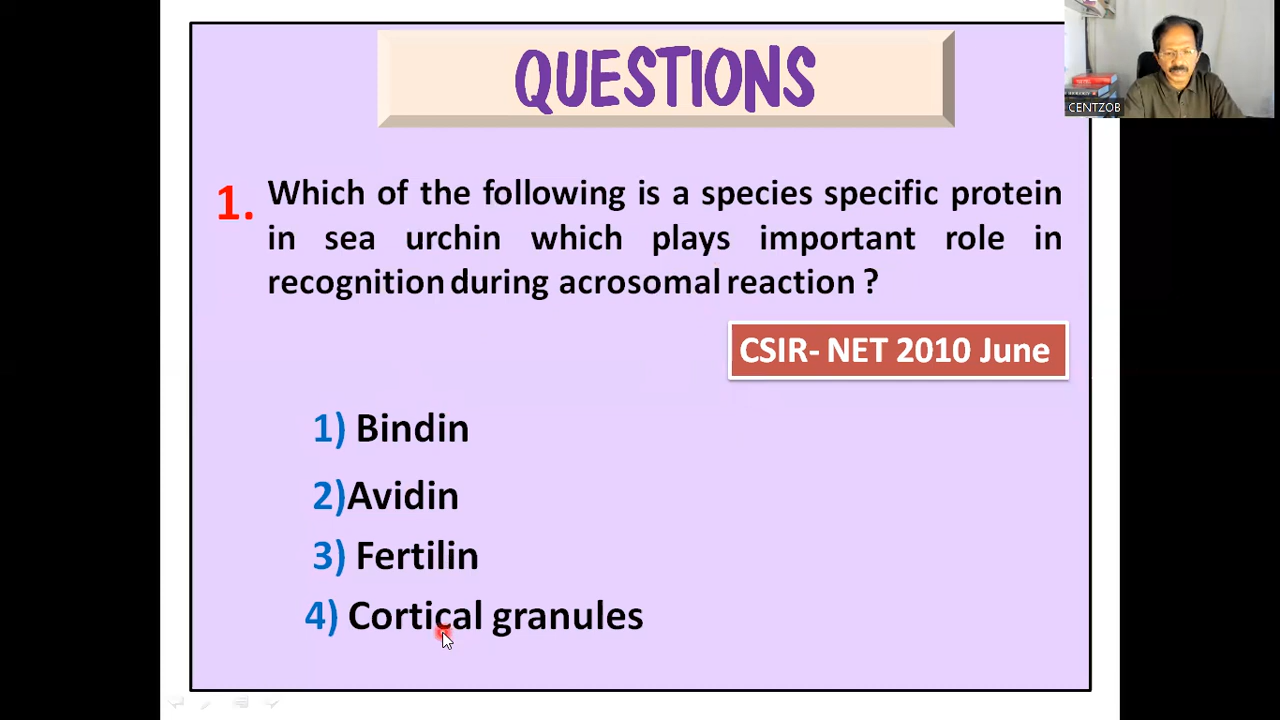 QUESTIONS
CENTZOB
1. Which of the following is a species specific protein
in sea urchin which plays important role in
recognition during acrosomal reaction ?
CSIR- NET 2010 June
1) Bindin
2)Avidin
3) Fertilin
4) Cortical granules